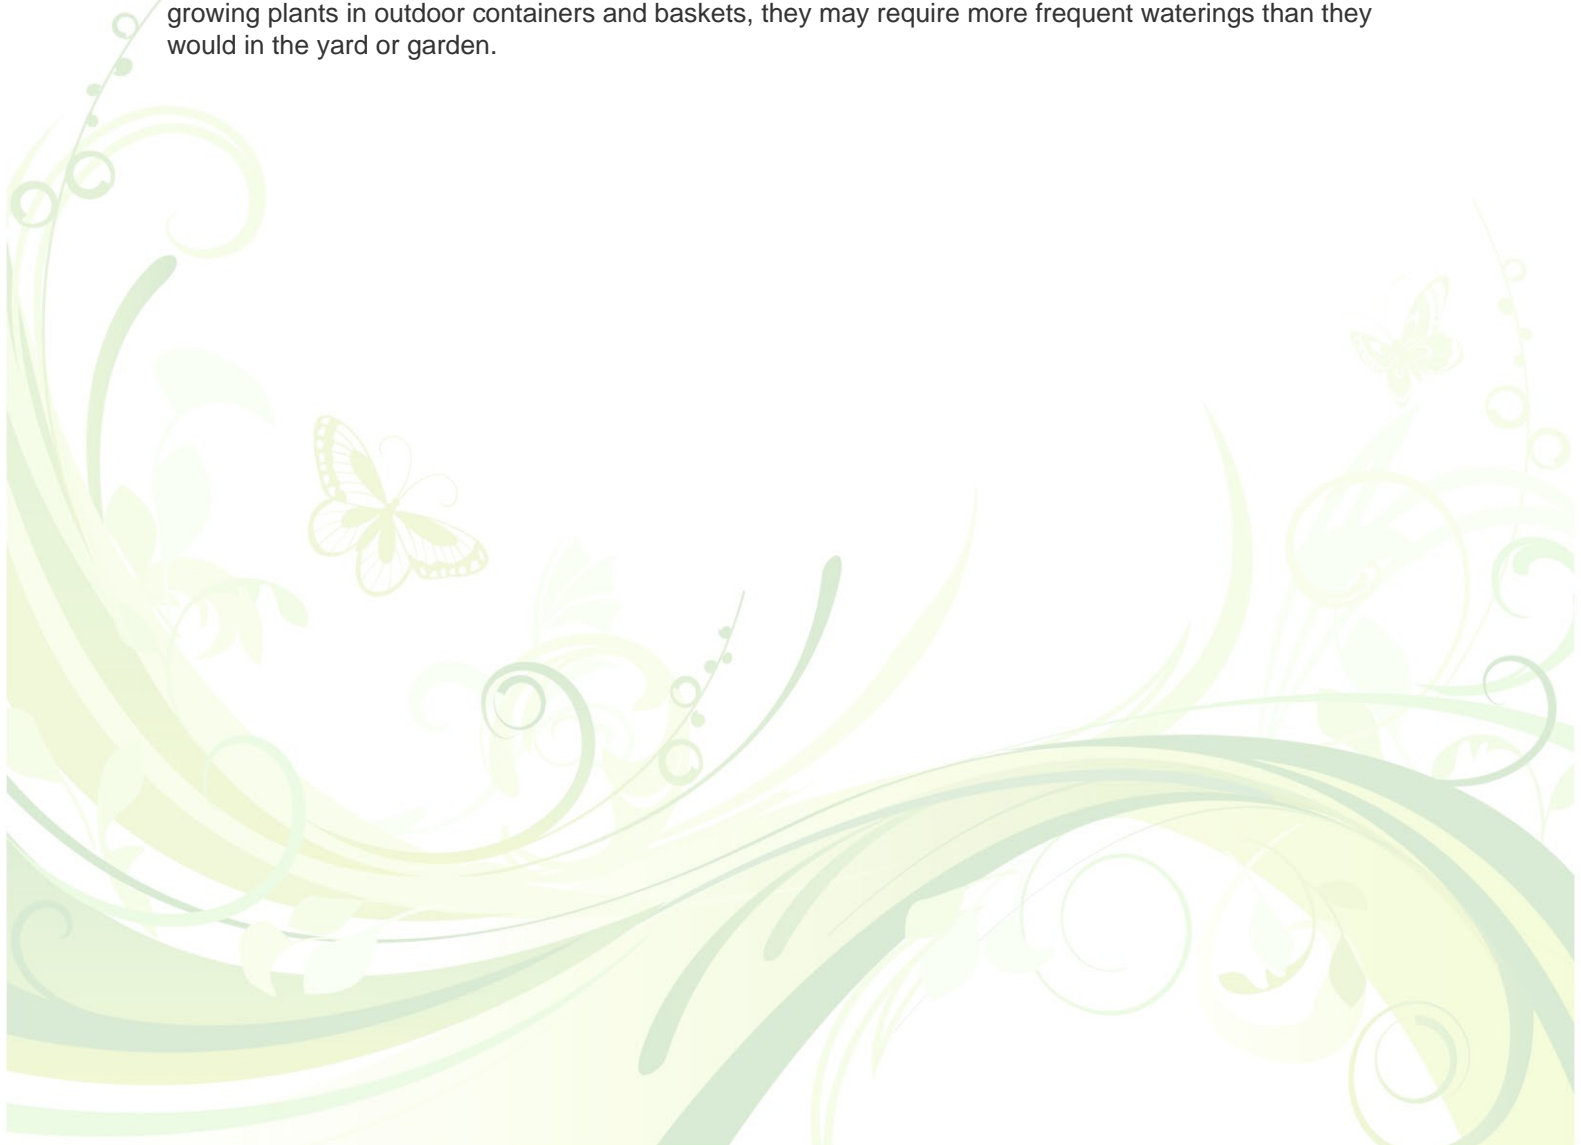 growing plants in outdoor containers and baskets, they may require more frequent waterings than they
would in the yard or garden.